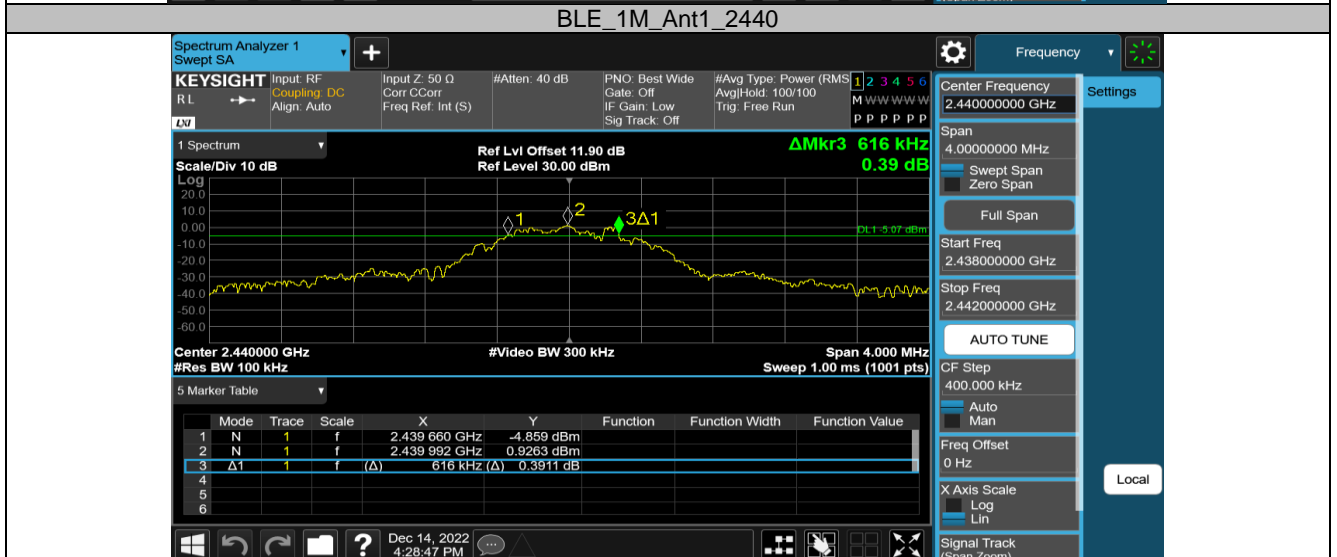 BLE_1M_Ant1_2440
Spectrum Analyzer 1
Swept SA
+
Frequency
KEYSIGHT
R L
LXI
Input: RF
Coupling: DC
Align: Auto
Input Z: 50 Ω
Corr CCorr
Freq Ref: Int (S)
#Atten: 40 dB
PNO: Best Wide
Gate: Off
IF Gain: Low
Sig Track: Off
#Avg Type: Power (RMS
Avg|Hold: 100/100
Trig: Free Run
1 2 3 4 5 6
M W W W W W
P P P P P P
1 Spectrum
Scale/Div 10 dB
Ref Lvl Offset 11.90 dB
Ref Level 30.00 dBm
ΔMkr3 616 kHz
0.39 dB
Log
20.0
10.0
0.00
-10.0
-20.0
-30.0
-40.0
-50.0
-60.0
1
2
3Δ1
DL1 -5.07 dBm
Center 2.440000 GHz
#Res BW 100 kHz
#Video BW 300 kHz
Span 4.000 MHz
Sweep 1.00 ms (1001 pts)
5 Marker Table
Mode Trace Scale X Y Function Function Width Function Value
1 N 1 f 2.439 660 GHz -4.859 dBm
2 N 1 f 2.439 992 GHz 0.9263 dBm
3 Δ1 1 f (Δ) 616 kHz (Δ) 0.3911 dB
4
5
6
Dec 14, 2022
4:28:47 PM
?
Center Frequency
2.440000000 GHz
Settings
Span
4.00000000 MHz
Swept Span
Zero Span
Full Span
Start Freq
2.438000000 GHz
Stop Freq
2.442000000 GHz
AUTO TUNE
CF Step
400.000 kHz
Auto
Man
Freq Offset
0 Hz
X Axis Scale
Log
Lin
Local
Signal Track
(Span Zoom)